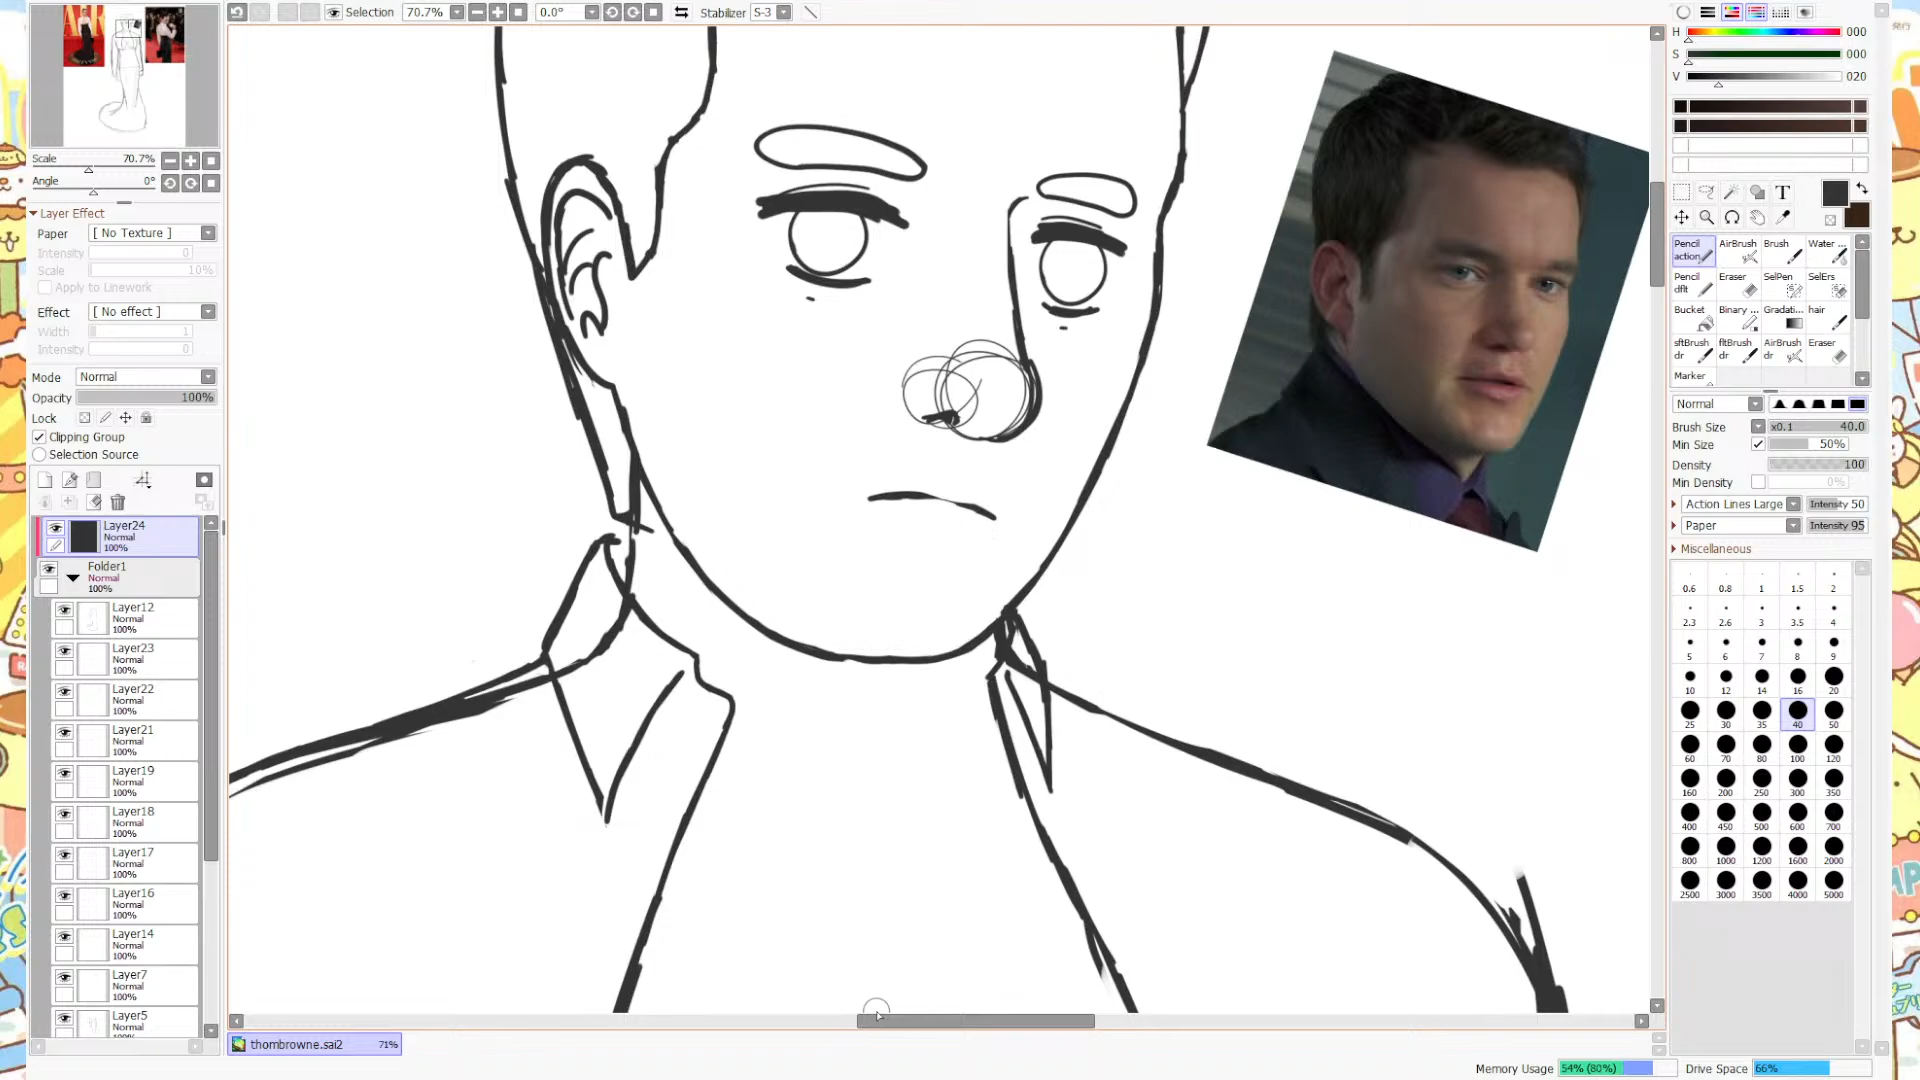 Selection 70.7% 0.0° Stabilizer S-3
H 000
S 000
V 020
Scale 70.7%
Angle 0°
Layer Effect
Paper [ No Texture ]
Intensity 0
Scale 10%
Apply to Linework
Effect [ No effect ]
Width 1
Intensity 0
Mode Normal
Opacity 100%
Lock
Clipping Group
Selection Source
Layer24
Normal
100%
Folder1
Normal
100%
Layer12
Normal
100%
Layer23
Normal
100%
Layer22
Normal
100%
Layer21
Normal
100%
Layer19
Normal
100%
Layer18
Normal
100%
Layer17
Normal
100%
Layer16
Normal
100%
Layer14
Normal
100%
Layer7
Normal
100%
Layer5
Normal
100%
T
Pencil action AirBrush Brush Water ...
Pencil dflt Eraser SelPen SelErs
Bucket Binary ... Gradati... hair
sftBrush dr fltBrush dr AirBrush dr Eraser
Marker
Normal
Brush Size x0.1 40.0
Min Size 50%
Density 100
Min Density 0%
Action Lines Large Intensity 50
Paper Intensity 95
Miscellaneous
0.6 0.8 1 1.5 2
2.3 2.6 3 3.5 4
5 6 7 8 9
10 12 14 16 20
25 30 35 40 50
60 70 80 100 120
160 200 250 300 350
400 450 500 600 700
800 1000 1200 1600 2000
2500 3000 3500 4000 5000
thombrowne.sai2 71%
Memory Usage 54% (80%) Drive Space 66%